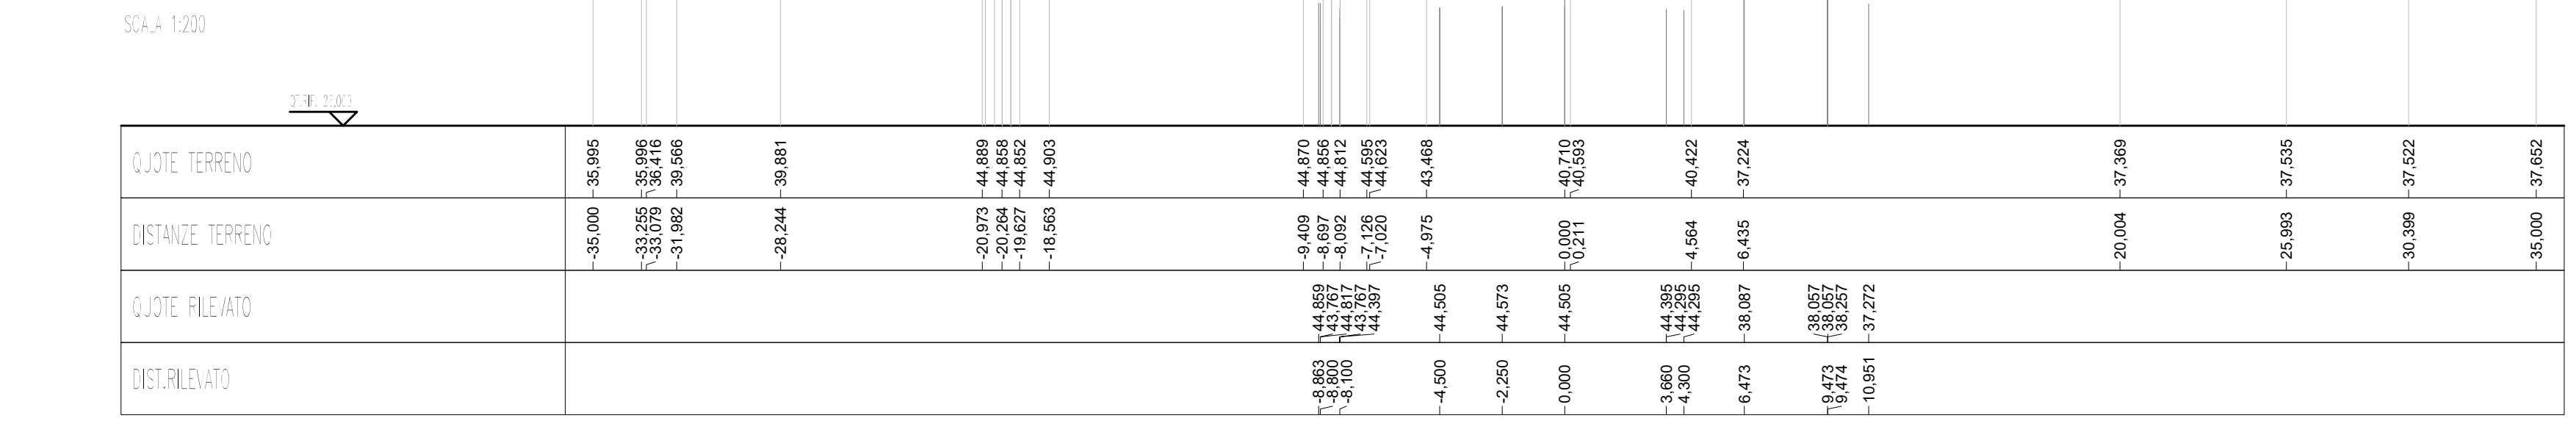 SCALA 1:200
QUOTE TERRENO 35,995 35,996 36,416 39,566 39,881 44,889 44,858 44,852 44,903 44,870 44,856 44,812 44,595 44,623 43,468 40,710 40,593 40,422 37,224 37,369 37,535 37,522 37,652
DISTANZE TERRENO -35,000 -33,255 -33,079 -31,982 -28,244 -20,973 -20,264 -19,627 -18,563 -9,409 -8,697 -8,092 -7,126 -7,020 -4,975 0,000 0,211 4,564 6,435 20,004 25,993 30,399 35,000
QUOTE RILEVATO 44,859 43,767 44,817 43,767 44,397 44,505 44,573 44,505 44,395 44,295 44,295 38,087 38,057 38,057 38,257 37,272
DIST.RILEVATO -8,863 -8,800 -8,100 -4,500 -2,250 0,000 3,660 4,300 6,473 9,473 9,474 10,951